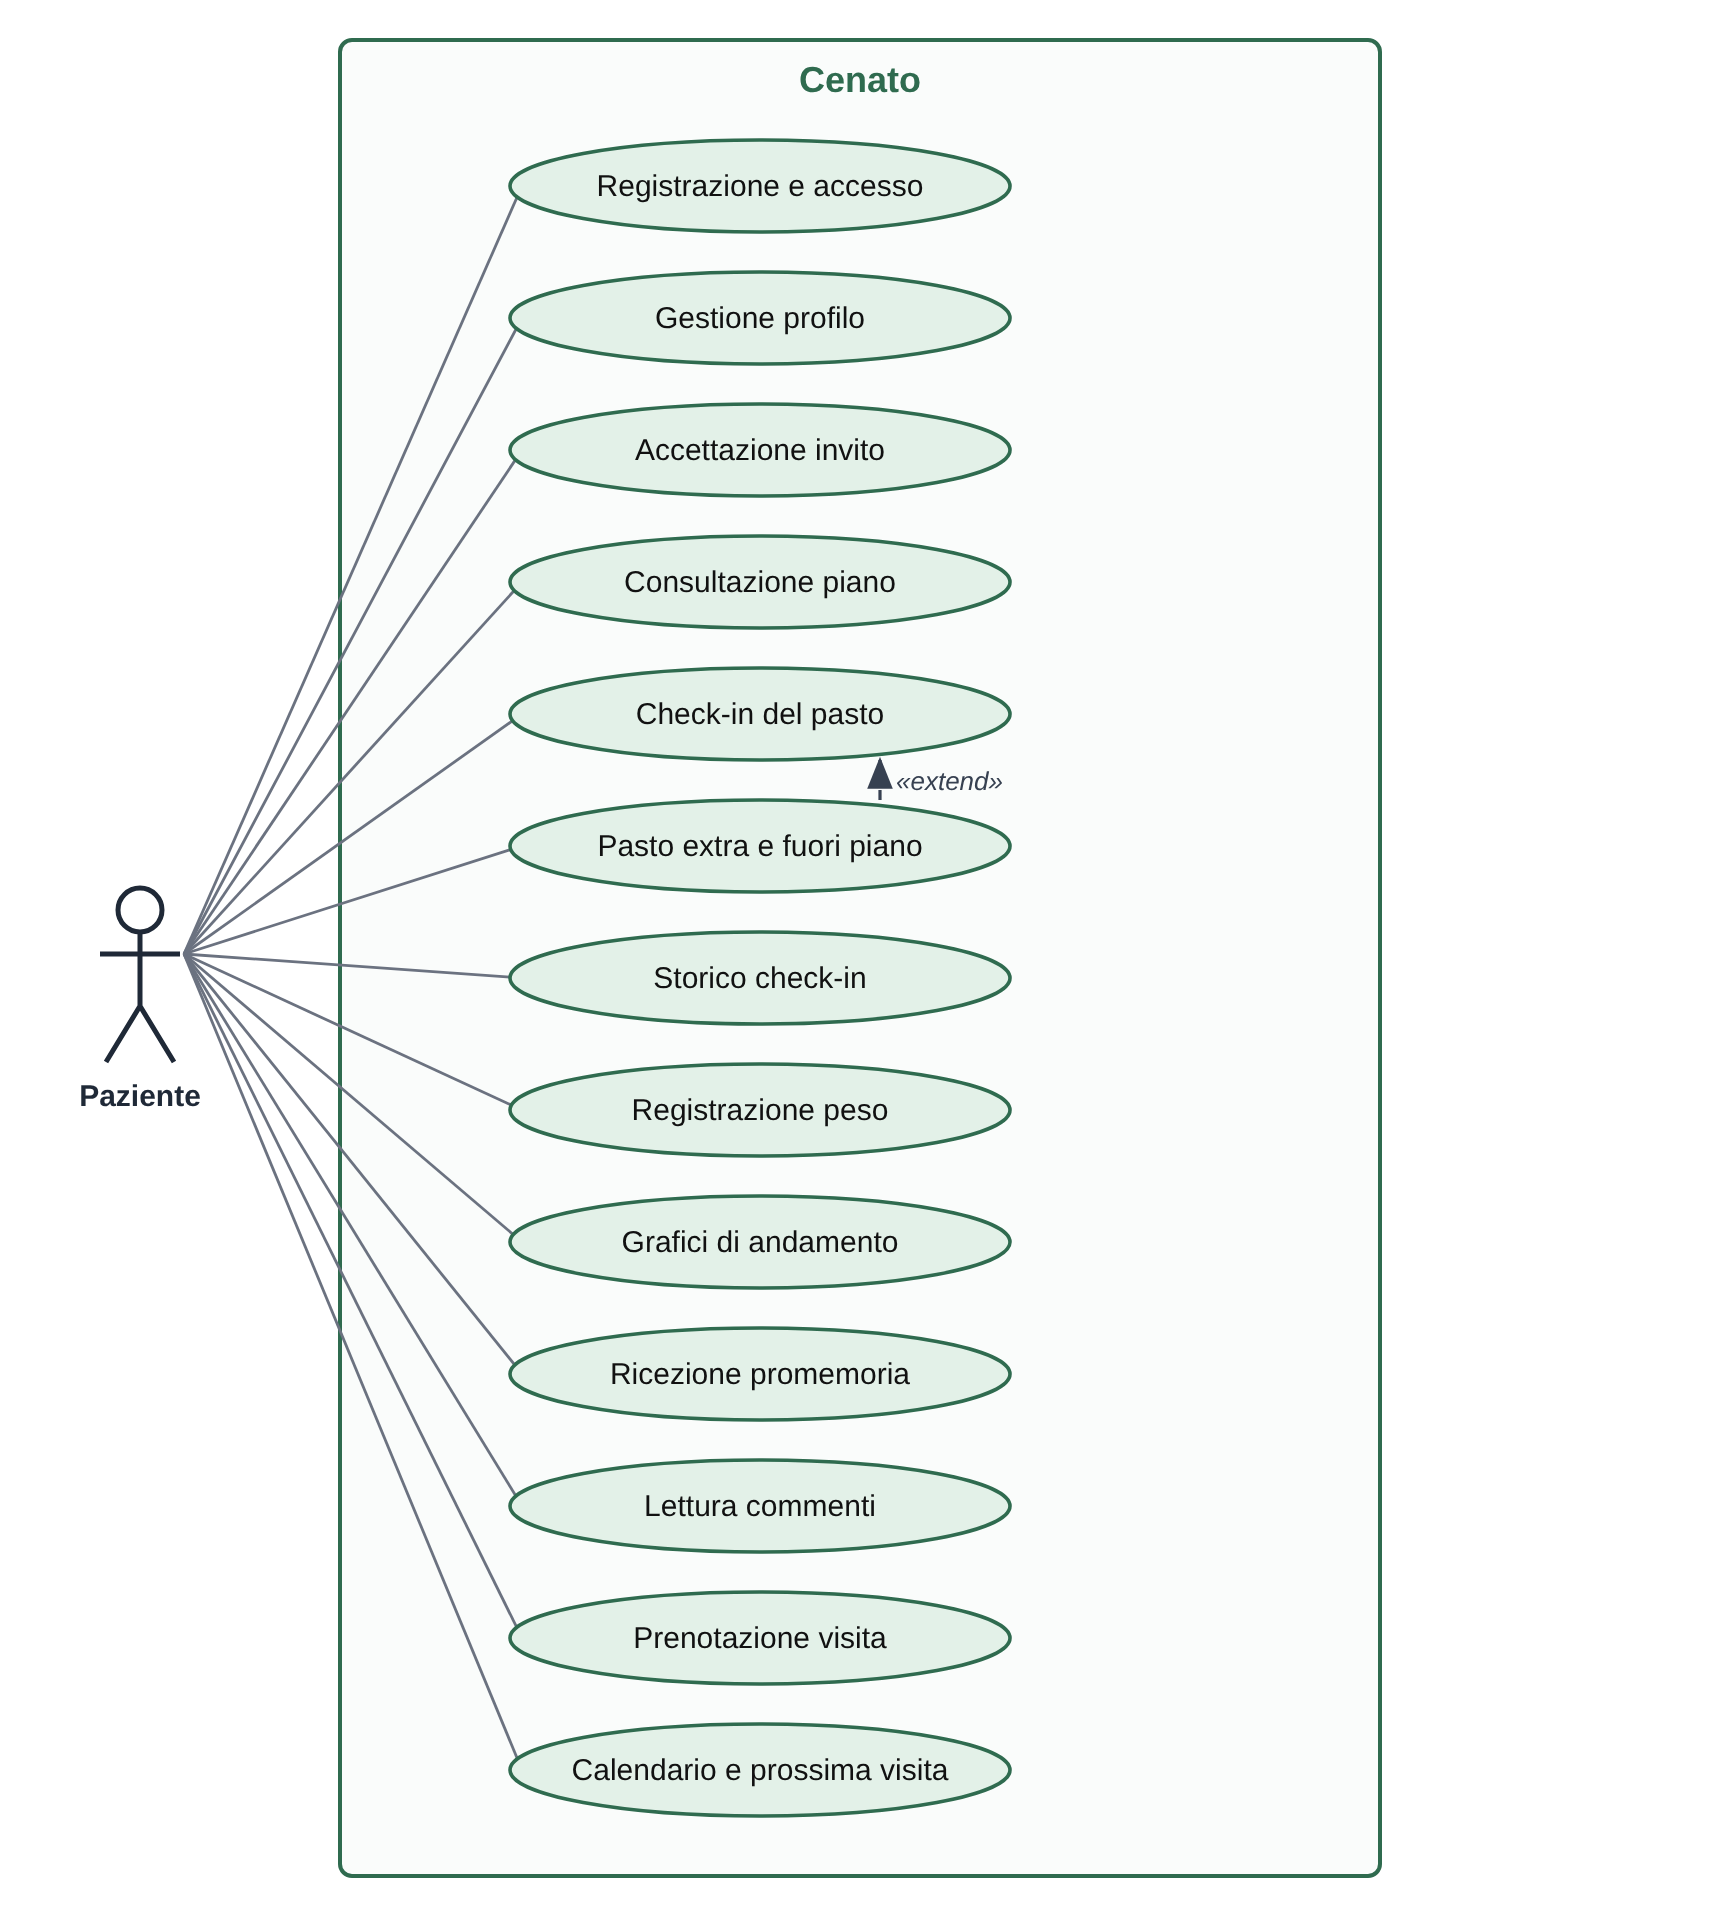 Cenato
Registrazione e accesso
Gestione profilo
Accettazione invito
Consultazione piano
Check-in del pasto
«extend»
Pasto extra e fuori piano
Storico check-in
Paziente
Registrazione peso
Grafici di andamento
Ricezione promemoria
Lettura commenti
Prenotazione visita
Calendario e prossima visita